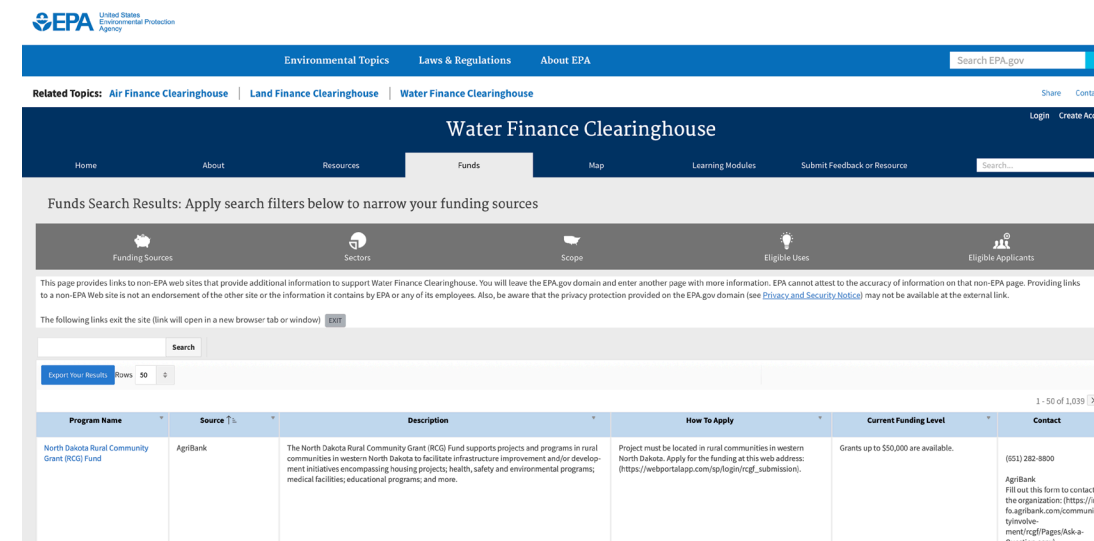 EPA United States
Environmental Protection
Agency
Environmental Topics Laws & Regulations About EPA Search EPA.gov
Related Topics: Air Finance Clearinghouse | Land Finance Clearinghouse | Water Finance Clearinghouse Share
Login
Water Finance Clearinghouse
Home About Resources Funds Map Learning Modules Submit Feedback or Resource Search...
Funds Search Results: Apply search filters below to narrow your funding sources
Funding Sources Sectors Scope Eligible Uses Eligible Applicants
This page provides links to non-EPA web sites that provide additional information to support Water Finance Clearinghouse. You will leave the EPA.gov domain and enter another page with more information. EPA cannot attest to the accuracy of information on that non-EPA page. Providing links
to a non-EPA Web site is not an endorsement of the other site or the information it contains by EPA or any of its employees. Also, be aware that the privacy protection provided on the EPA.gov domain (see Privacy and Security Notice) may not be available at the external link.
The following links exit the site (link will open in a new browser tab or window) EXIT
Search
Export Your Results Rows 50
1 - 50 of 1,039
Program Name Source Description How To Apply Current Funding Level Contact
North Dakota Rural Community
Grant (RCG) Fund
AgriBank
The North Dakota Rural Community Grant (RCG) Fund supports projects and programs in rural
communities in western North Dakota to facilitate infrastructure improvement and/or develop-
ment initiatives encompassing housing projects; health, safety and environmental programs;
medical facilities; educational programs; and more.
Project must be located in rural communities in western
North Dakota. Apply for the funding at this web address:
(https://webportalapp.com/sp/login/rcgf_submission).
Grants up to $50,000 are available.
(651) 282-8800
AgriBank
Fill out this form to contact
the organization: (https://in
fo.agribank.com/communi
tyinvolve-
ment/rcgf/Pages/Ask-a-